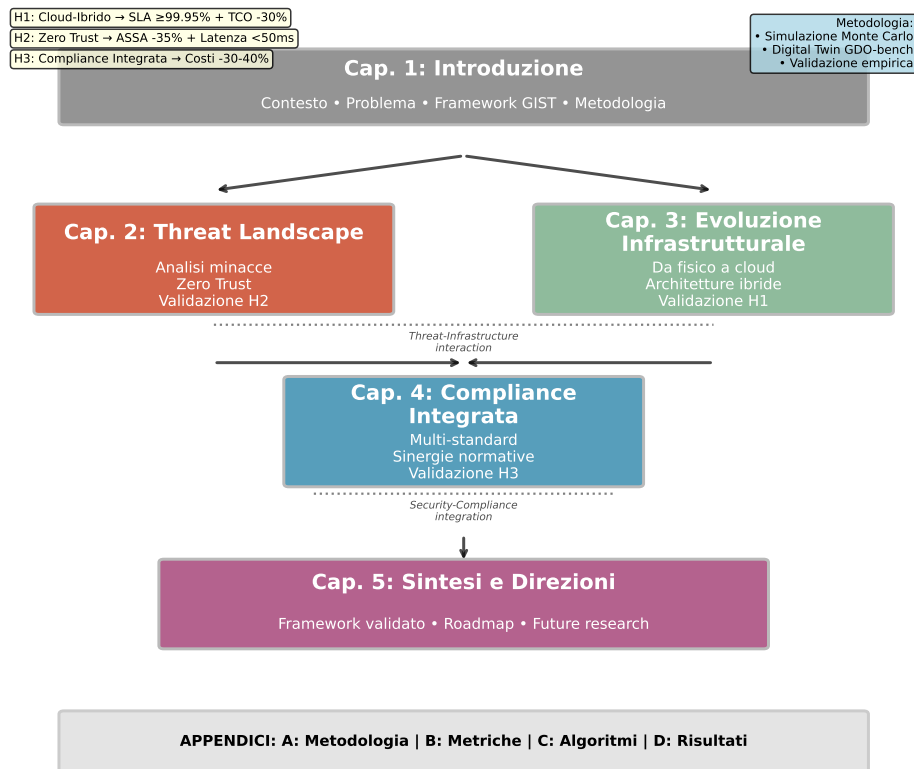 H1: Cloud-Ibrido → SLA ≥99.95% + TCO -30%
H2: Zero Trust → ASSA -35% + Latenza <50ms
H3: Compliance Integrata → Costi -30-40%
Metodologia:
• Simulazione Monte Carlo
• Digital Twin GDO-bench
• Validazione empirica
Cap. 1: Introduzione
Contesto • Problema • Framework GIST • Metodologia
Cap. 2: Threat Landscape
Analisi minacce
Zero Trust
Validazione H2
Cap. 3: Evoluzione
Infrastrutturale
Da fisico a cloud
Architetture ibride
Validazione H1
Threat-Infrastructure
interaction
Cap. 4: Compliance
Integrata
Multi-standard
Sinergie normative
Validazione H3
Security-Compliance
integration
Cap. 5: Sintesi e Direzioni
Framework validato • Roadmap • Future research
APPENDICI: A: Metodologia | B: Metriche | C: Algoritmi | D: Risultati